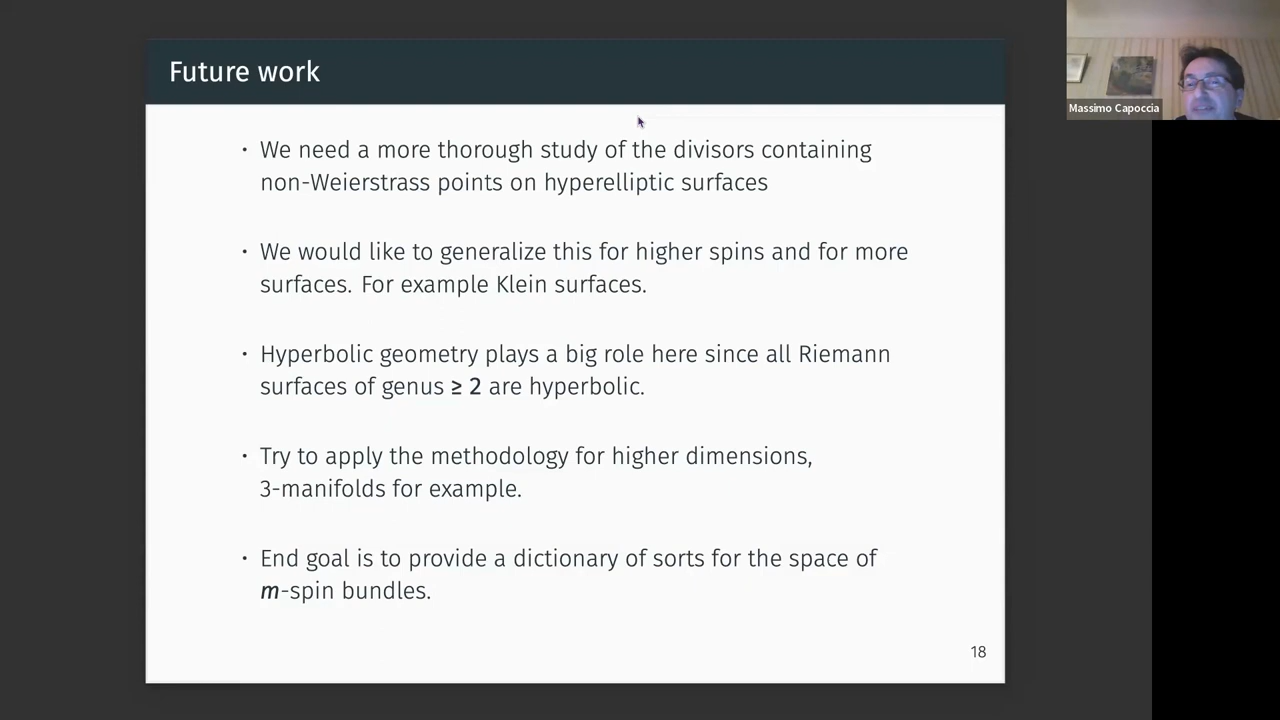 Future work
Massimo Capoccia
• We need a more thorough study of the divisors containing
non-Weierstrass points on hyperelliptic surfaces
• We would like to generalize this for higher spins and for more
surfaces. For example Klein surfaces.
• Hyperbolic geometry plays a big role here since all Riemann
surfaces of genus ≥ 2 are hyperbolic.
• Try to apply the methodology for higher dimensions,
3-manifolds for example.
• End goal is to provide a dictionary of sorts for the space of
m-spin bundles.
18